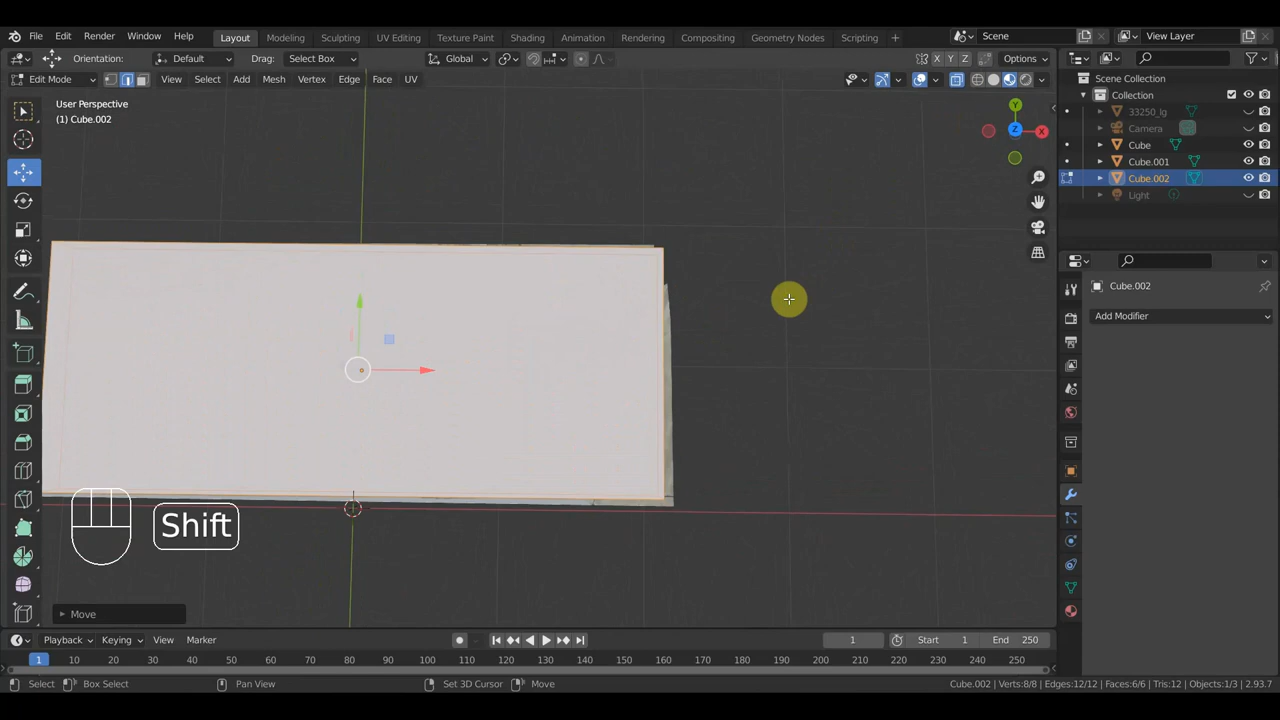 File Edit Render Window Help Layout Modeling Sculpting UV Editing Texture Paint Shading Animation Rendering Compositing Geometry Nodes Scripting + Scene View Layer
Orientation: Default Drag: Select Box Global X Y Z Options
Edit Mode View Select Add Mesh Vertex Edge Face UV
Scene Collection
Collection
33250_lg
Camera
Cube
Cube.001
Cube.002
Light
User Perspective
(1) Cube.002
Y
Z
X
Cube.002
Add Modifier
Shift
Move
Playback Keying View Marker 1 Start 1 End 250
1 10 20 30 40 50 60 70 80 90 100 110 120 130 140 150 160 170 180 190 200 210 220 230 240 250
Select Box Select Pan View Set 3D Cursor Move Cube.002 | Verts:8/8 | Edges:12/12 | Faces:6/6 | Tris:12 | Objects:1/3 | 2.93.7